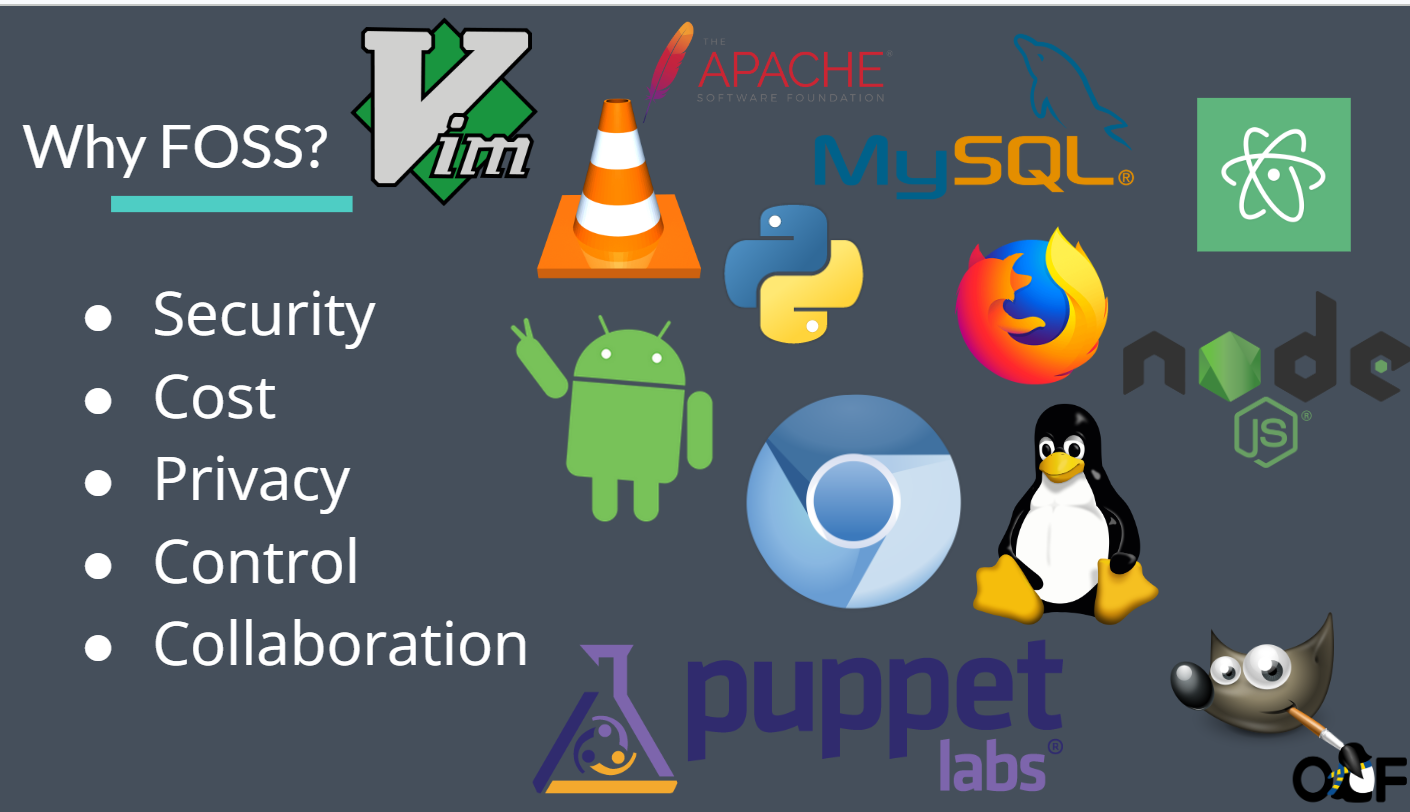 Why FOSS?
Vim
THE
APACHE®
SOFTWARE FOUNDATION
MySQL®
node
JS®
● Security
● Cost
● Privacy
● Control
● Collaboration
puppet
labs®
OCF